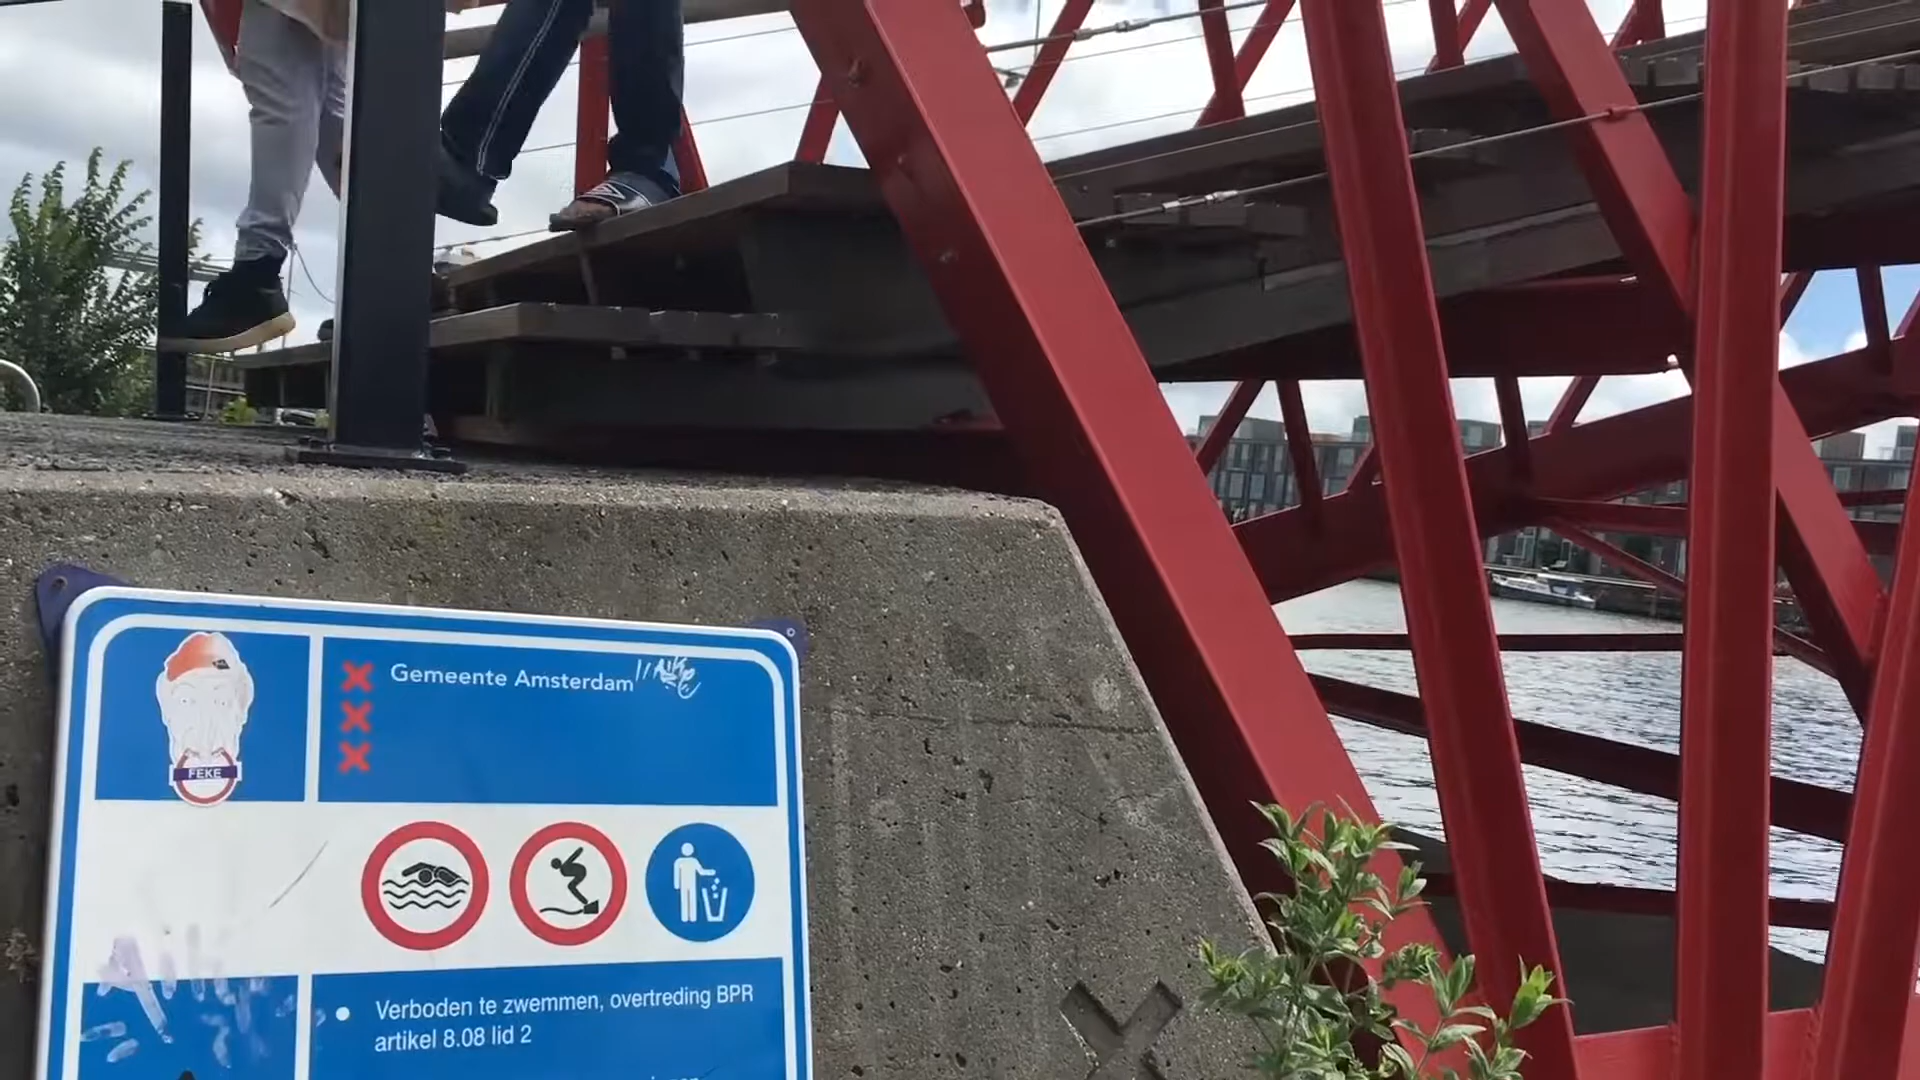 FEKE
Gemeente Amsterdam
Verboden te zwemmen, overtreding BPR
artikel 8.08 lid 2